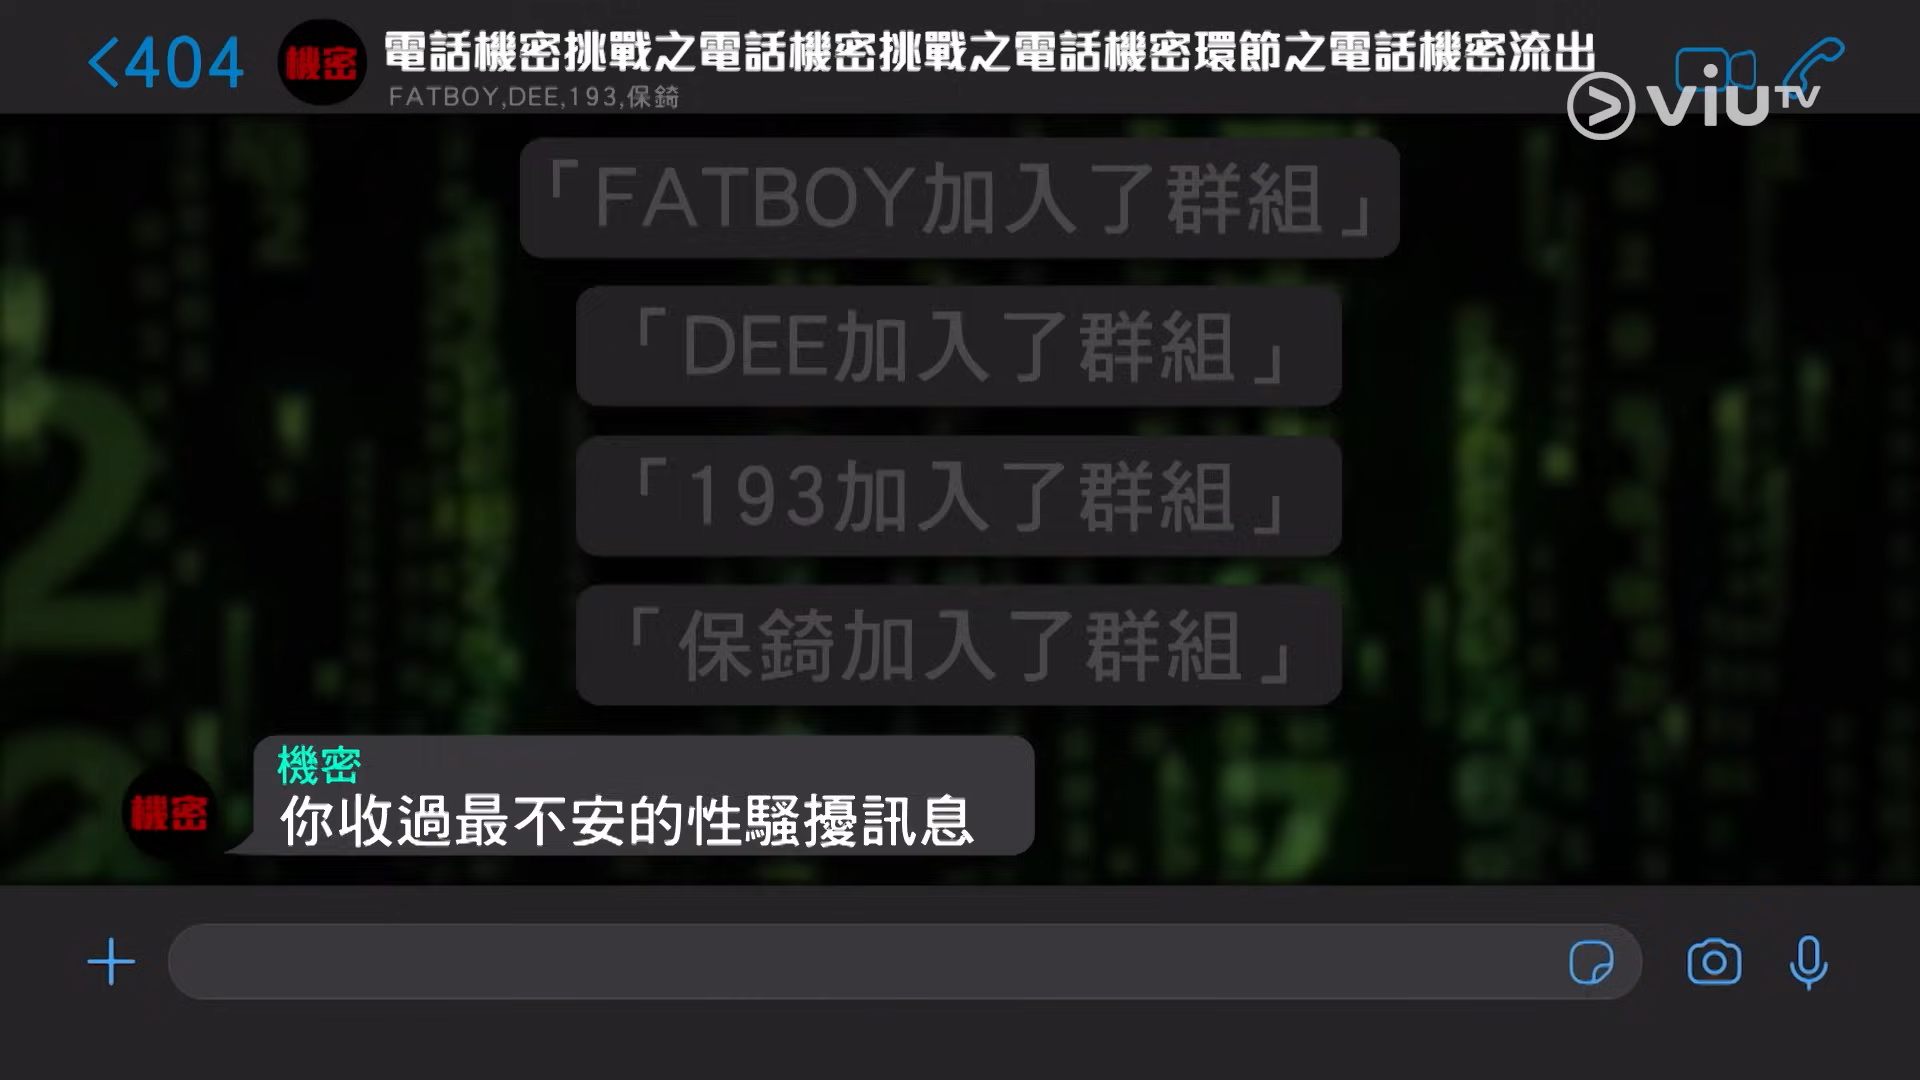 <404
機密
電話機密挑戰之電話機密挑戰之電話機密環節之電話機密流出
FATBOY,DEE,193,保錡
viuTV
「FATBOY加入了群組」
「DEE加入了群組」
「193加入了群組」
「保錡加入了群組」
機密
機密
你收過最不安的性騷擾訊息